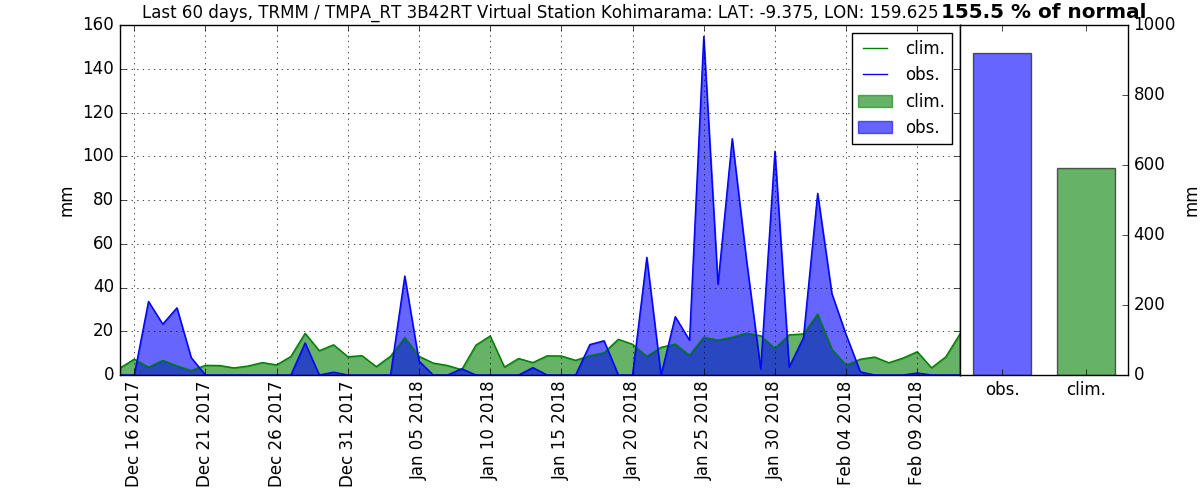 Last 60 days, TRMM / TMPA_RT 3B42RT Virtual Station Kohimarama: LAT: -9.375, LON: 159.625
155.5 % of normal
160
140
120
100
80
60
40
20
0
mm
clim.
obs.
clim.
obs.
Dec 16 2017
Dec 21 2017
Dec 26 2017
Dec 31 2017
Jan 05 2018
Jan 10 2018
Jan 15 2018
Jan 20 2018
Jan 25 2018
Jan 30 2018
Feb 04 2018
Feb 09 2018
1000
800
600
400
200
0
mm
obs.
clim.